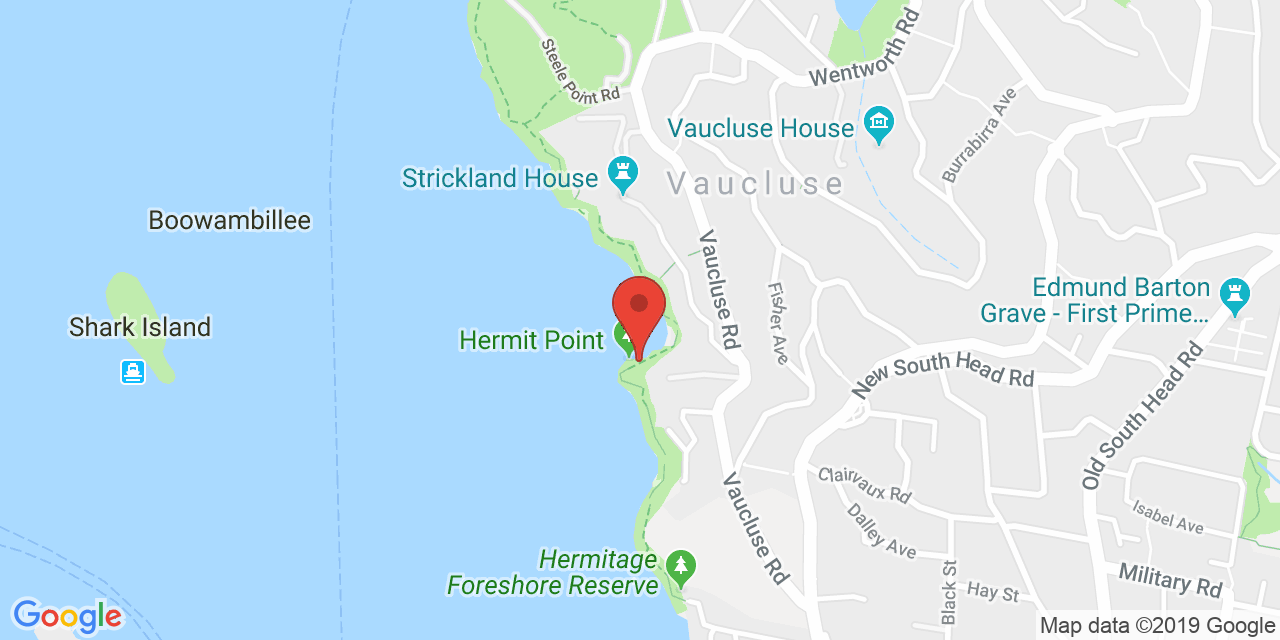 Steele Point Rd
Wentworth Rd
Burrabirra Ave
Vaucluse House
Strickland House
Vaucluse
Boowambillee
Vaucluse Rd
Fisher Ave
Edmund Barton
Grave - First Prime...
Shark Island
Hermit Point
New South Head Rd
Old South Head Rd
Clairvaux Rd
Vaucluse Rd
Dalley Ave
Isabel Ave
Hermitage
Foreshore Reserve
Black St
Hay St
Military Rd
Google
Map data ©2019 Google